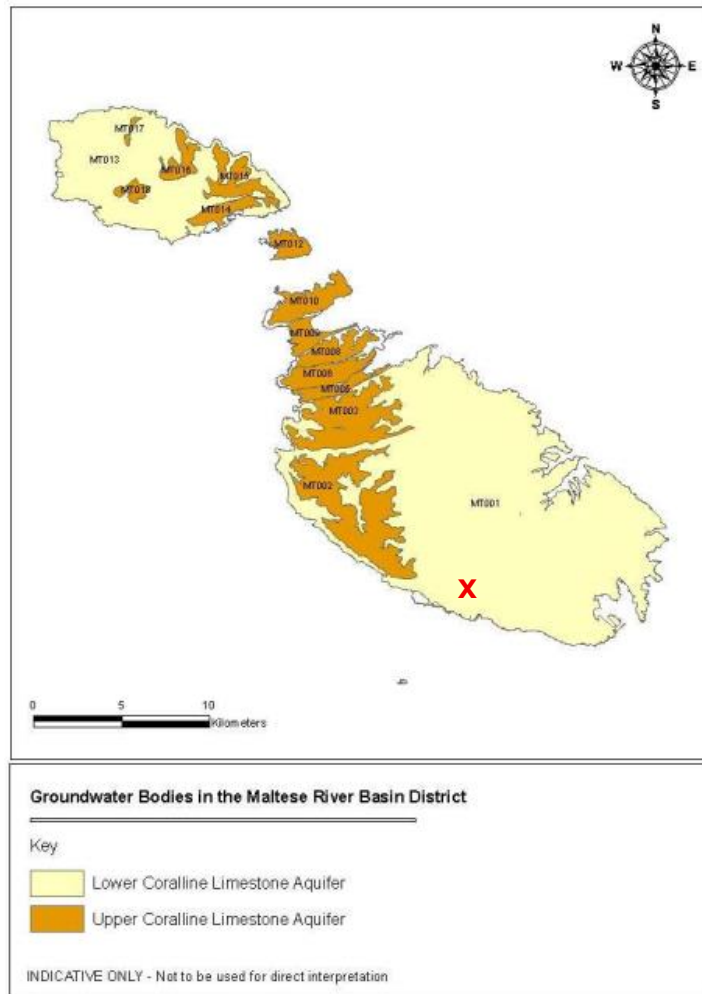 N
W E
S
MT017
MT013
MT016
MT015
MT018
MT014
MT012
MT010
MT009
MT008
MT006
MT005
MT003
MT002
MT001
X
0 5 10
Kilometers
Groundwater Bodies in the Maltese River Basin District
Key
Lower Coralline Limestone Aquifer
Upper Coralline Limestone Aquifer
INDICATIVE ONLY - Not to be used for direct interpretation